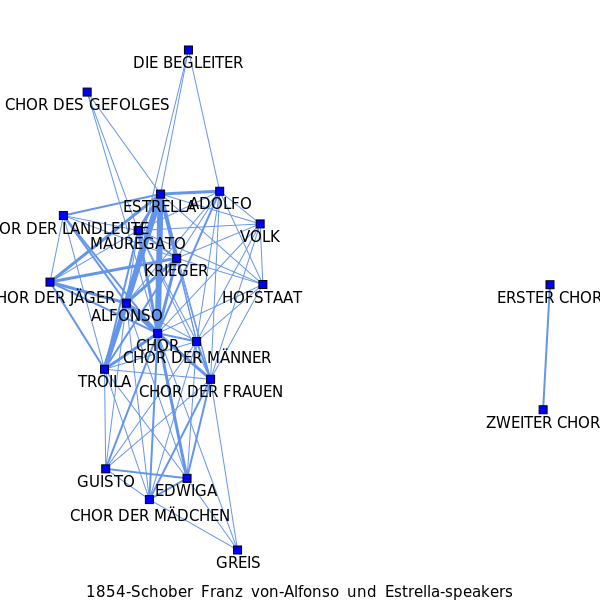 DIE BEGLEITER
CHOR DES GEFOLGES
ESTRELLA
ADOLFO
OR DER LANDLEUTE
MAUREGATO
VOLK
KRIEGER
HOFSTAAT
HOR DER JÄGER
ERSTER CHOR
ALFONSO
CHOR
CHOR DER MÄNNER
TROILA
CHOR DER FRAUEN
ZWEITER CHOR
GUISTO
EDWIGA
CHOR DER MÄDCHEN
GREIS
1854-Schober Franz von-Alfonso und Estrella-speakers